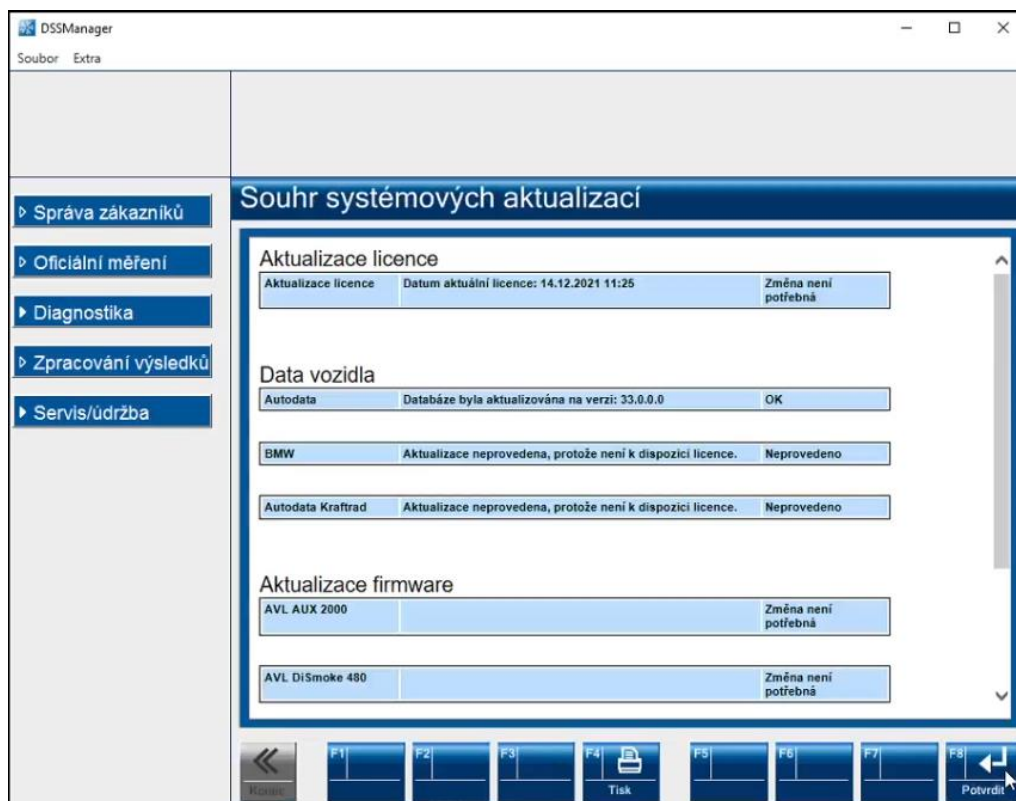 DSSManager
Soubor Extra
Správa zákazníků
Oficiální měření
Diagnostika
Zpracování výsledků
Servis/údržba
Souhr systémových aktualizací
Aktualizace licence
Aktualizace licence Datum aktuální licence: 14.12.2021 11:25 Změna není
potřebná
Data vozidla
Autodata Databáze byla aktualizována na verzi: 33.0.0.0 OK
BMW Aktualizace neprovedena, protože není k dispozici licence. Neprovedeno
Autodata Kraftrad Aktualizace neprovedena, protože není k dispozici licence. Neprovedeno
Aktualizace firmware
AVL AUX 2000 Změna není
potřebná
AVL DiSmoke 480 Změna není
potřebná
F1 F2 F3 F4 F5 F6 F7 F8
Konec Tisk Potvrdit